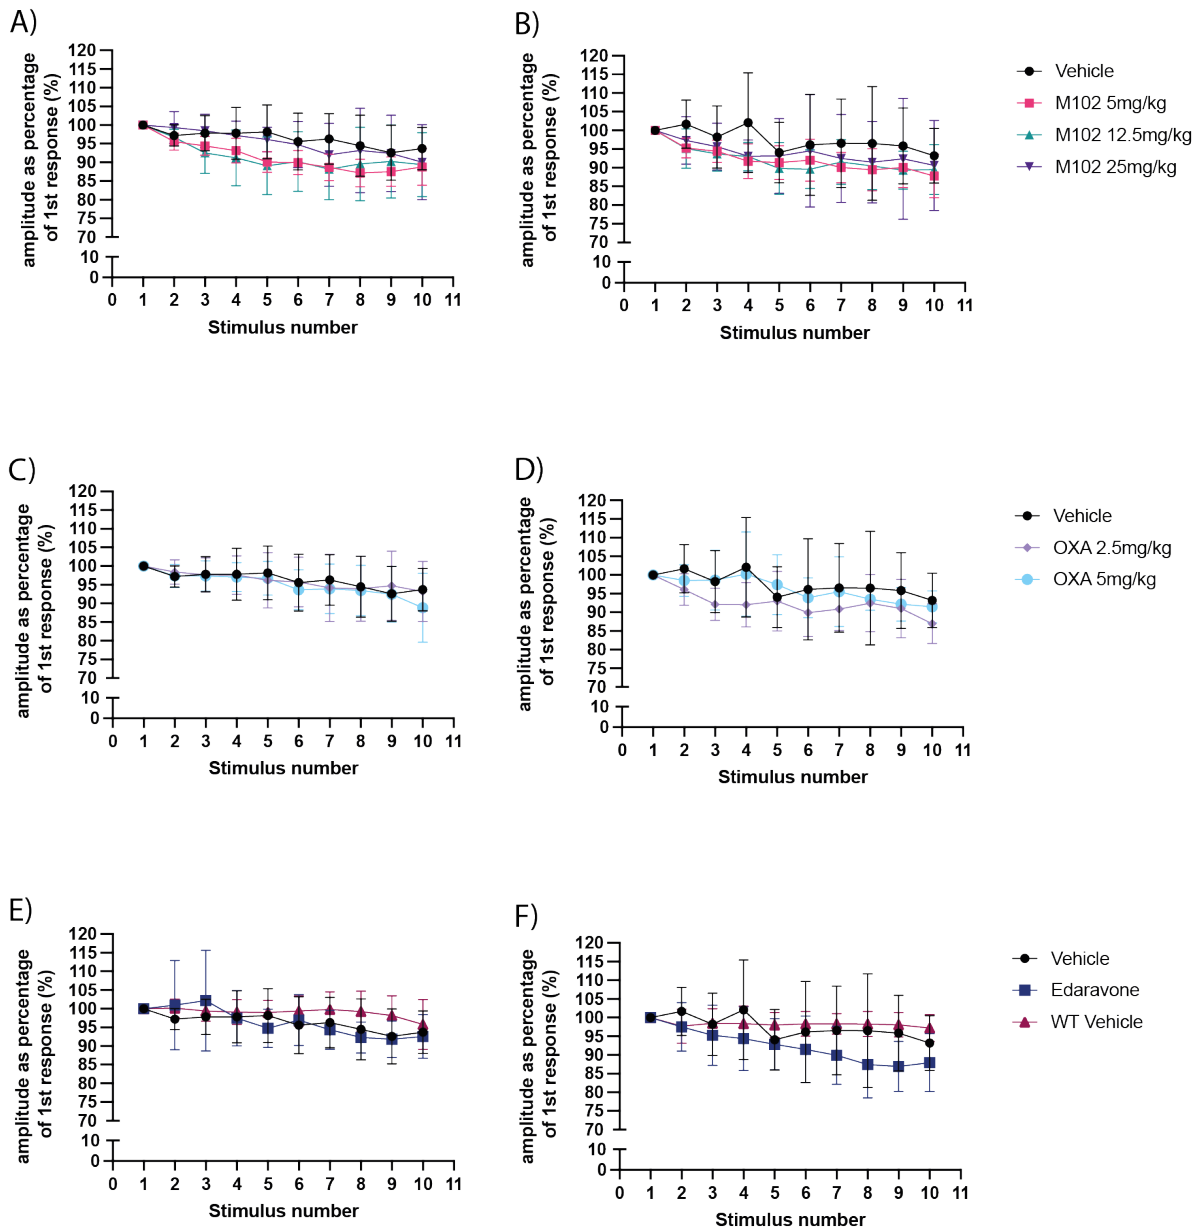 A)
amplitude as percentage
of 1st response (%)
120
115
110
105
100
95
90
85
80
75
70
10
0
0 1 2 3 4 5 6 7 8 9 10 11
Stimulus number
B)
amplitude as percentage
of 1st response (%)
120
115
110
105
100
95
90
85
80
75
70
10
0
0 1 2 3 4 5 6 7 8 9 10 11
Stimulus number
Vehicle
M102 5mg/kg
M102 12.5mg/kg
M102 25mg/kg
C)
amplitude as percentage
of 1st response (%)
120
115
110
105
100
95
90
85
80
75
70
10
0
0 1 2 3 4 5 6 7 8 9 10 11
Stimulus number
D)
amplitude as percentage
of 1st response (%)
120
115
110
105
100
95
90
85
80
75
70
10
0
0 1 2 3 4 5 6 7 8 9 10 11
Stimulus number
Vehicle
OXA 2.5mg/kg
OXA 5mg/kg
E)
amplitude as percentage
of 1st response (%)
120
115
110
105
100
95
90
85
80
75
70
10
0
0 1 2 3 4 5 6 7 8 9 10 11
Stimulus number
F)
amplitude as percentage
of 1st response (%)
120
115
110
105
100
95
90
85
80
75
70
10
0
0 1 2 3 4 5 6 7 8 9 10 11
Stimulus number
Vehicle
Edaravone
WT Vehicle